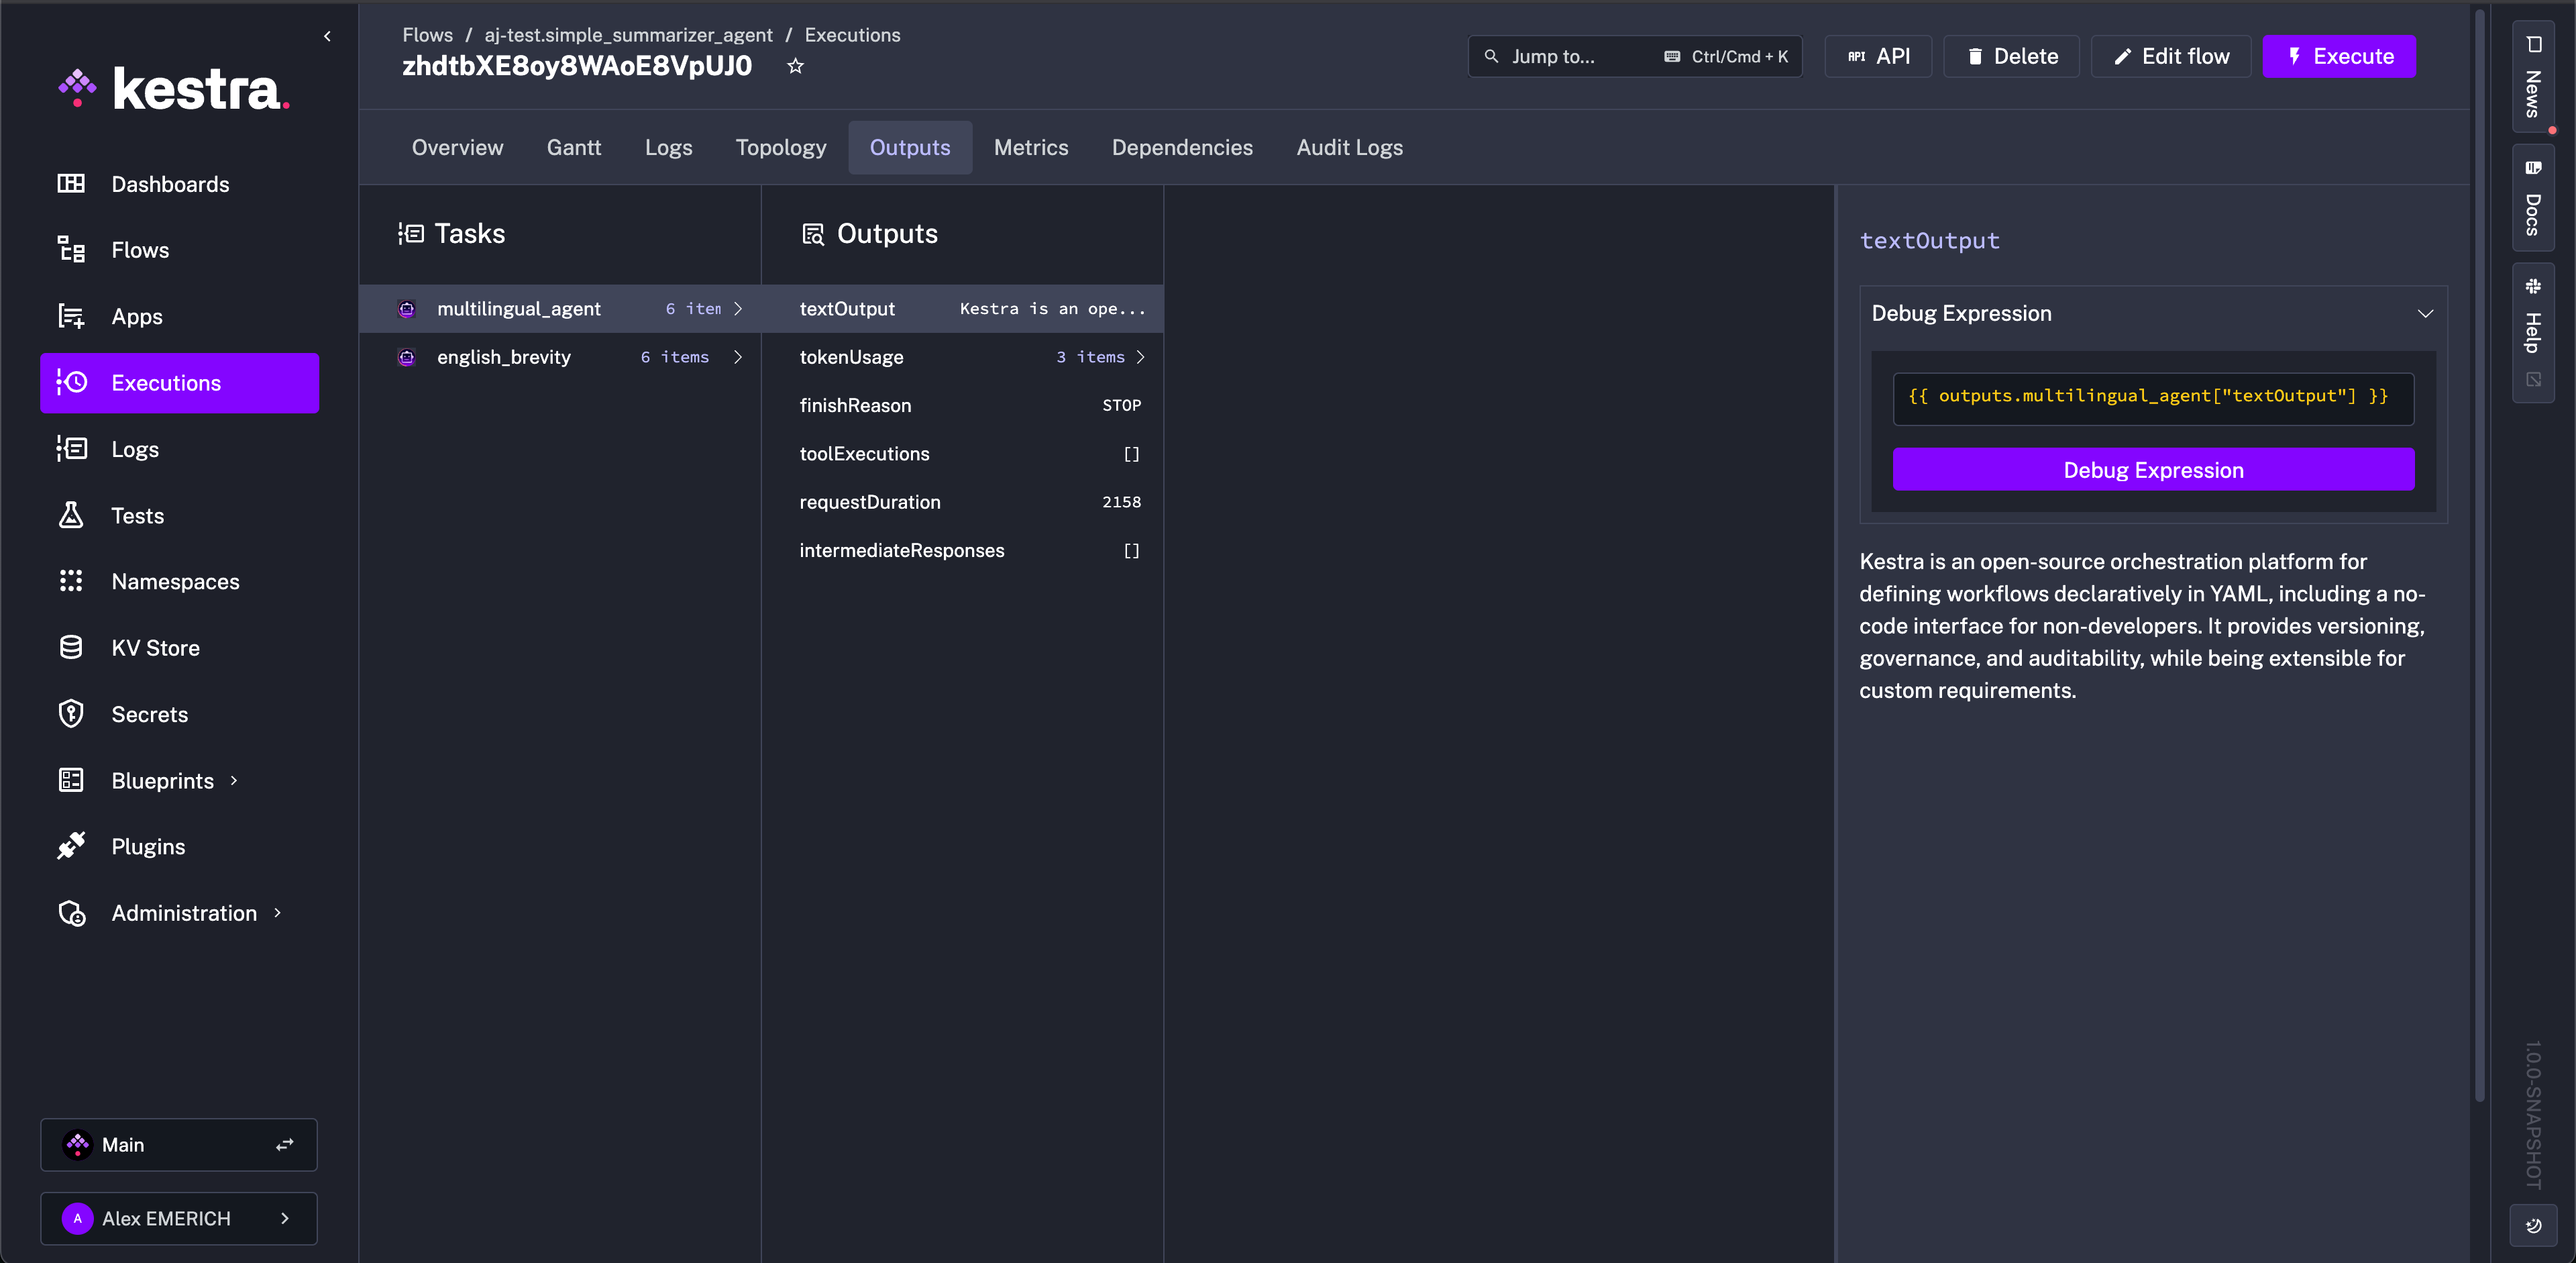 kestra.
Dashboards
Flows
Apps
Executions
Logs
Tests
Namespaces
KV Store
Secrets
Blueprints
Plugins
Administration
Main
A
Alex EMERICH
Flows / aj-test.simple_summarizer_agent / Executions
zhdtbXE8oy8WAoE8VpUJ0
Jump to... Ctrl/Cmd + K
API API
Delete
Edit flow
Execute
Overview Gantt Logs Topology Outputs Metrics Dependencies Audit Logs
Tasks
multilingual_agent 6 item
english_brevity 6 items
Outputs
textOutput Kestra is an ope...
tokenUsage 3 items
finishReason STOP
toolExecutions []
requestDuration 2158
intermediateResponses []
textOutput
Debug Expression
{{ outputs.multilingual_agent["textOutput"] }}
Debug Expression
Kestra is an open-source orchestration platform for
defining workflows declaratively in YAML, including a no-
code interface for non-developers. It provides versioning,
governance, and auditability, while being extensible for
custom requirements.
News
Docs
Help
1.0.0-SNAPSHOT